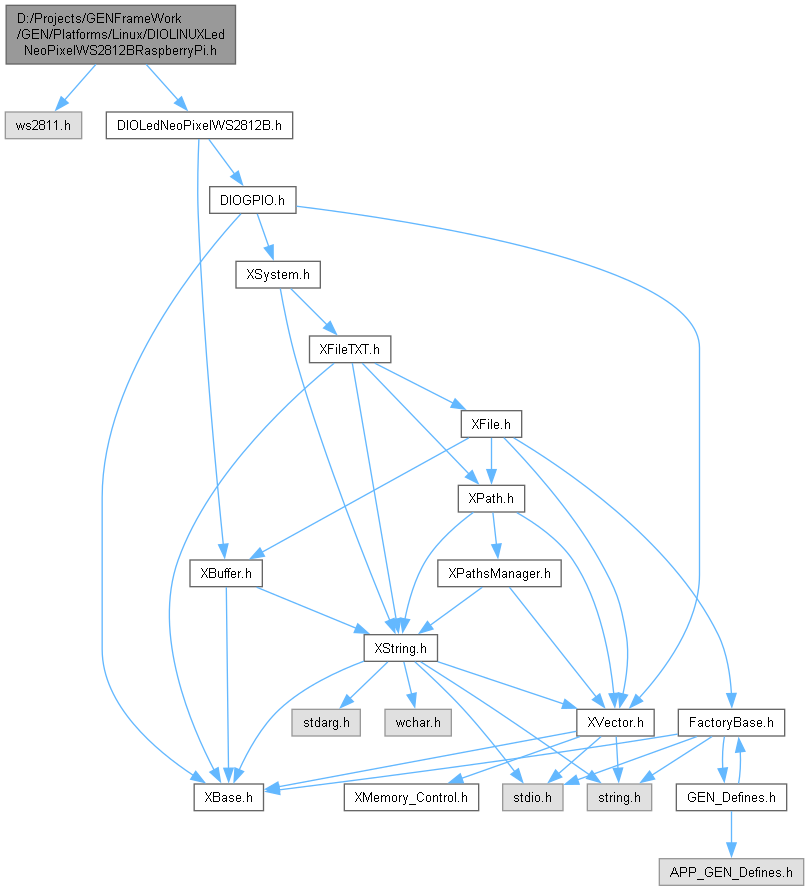 D:/Projects/GENFrameWork
/GEN/Platforms/Linux/DIOLINUXLed
NeoPixelWS2812BRaspberryPi.h
ws2811.h
DIOLedNeoPixelWS2812B.h
DIOGPIO.h
XSystem.h
XFileTXT.h
XFile.h
XPath.h
XBuffer.h
XPathsManager.h
XString.h
stdarg.h
wchar.h
XVector.h
FactoryBase.h
XBase.h
XMemory_Control.h
stdio.h
string.h
GEN_Defines.h
APP_GEN_Defines.h